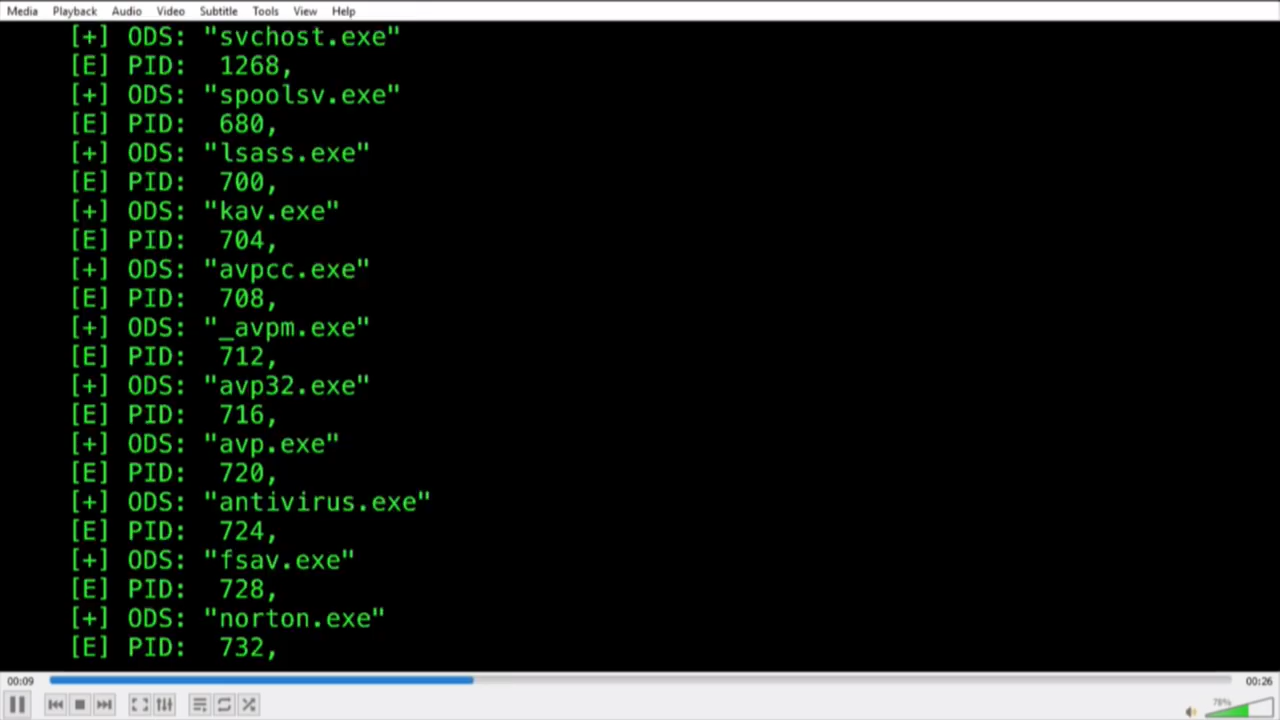 Media Playback Audio Video Subtitle Tools View Help
[+] ODS: "svchost.exe"
[E] PID: 1268,
[+] ODS: "spoolsv.exe"
[E] PID: 680,
[+] ODS: "lsass.exe"
[E] PID: 700,
[+] ODS: "kav.exe"
[E] PID: 704,
[+] ODS: "avpcc.exe"
[E] PID: 708,
[+] ODS: "_avpm.exe"
[E] PID: 712,
[+] ODS: "avp32.exe"
[E] PID: 716,
[+] ODS: "avp.exe"
[E] PID: 720,
[+] ODS: "antivirus.exe"
[E] PID: 724,
[+] ODS: "fsav.exe"
[E] PID: 728,
[+] ODS: "norton.exe"
[E] PID: 732,
00:09 00:26
78%